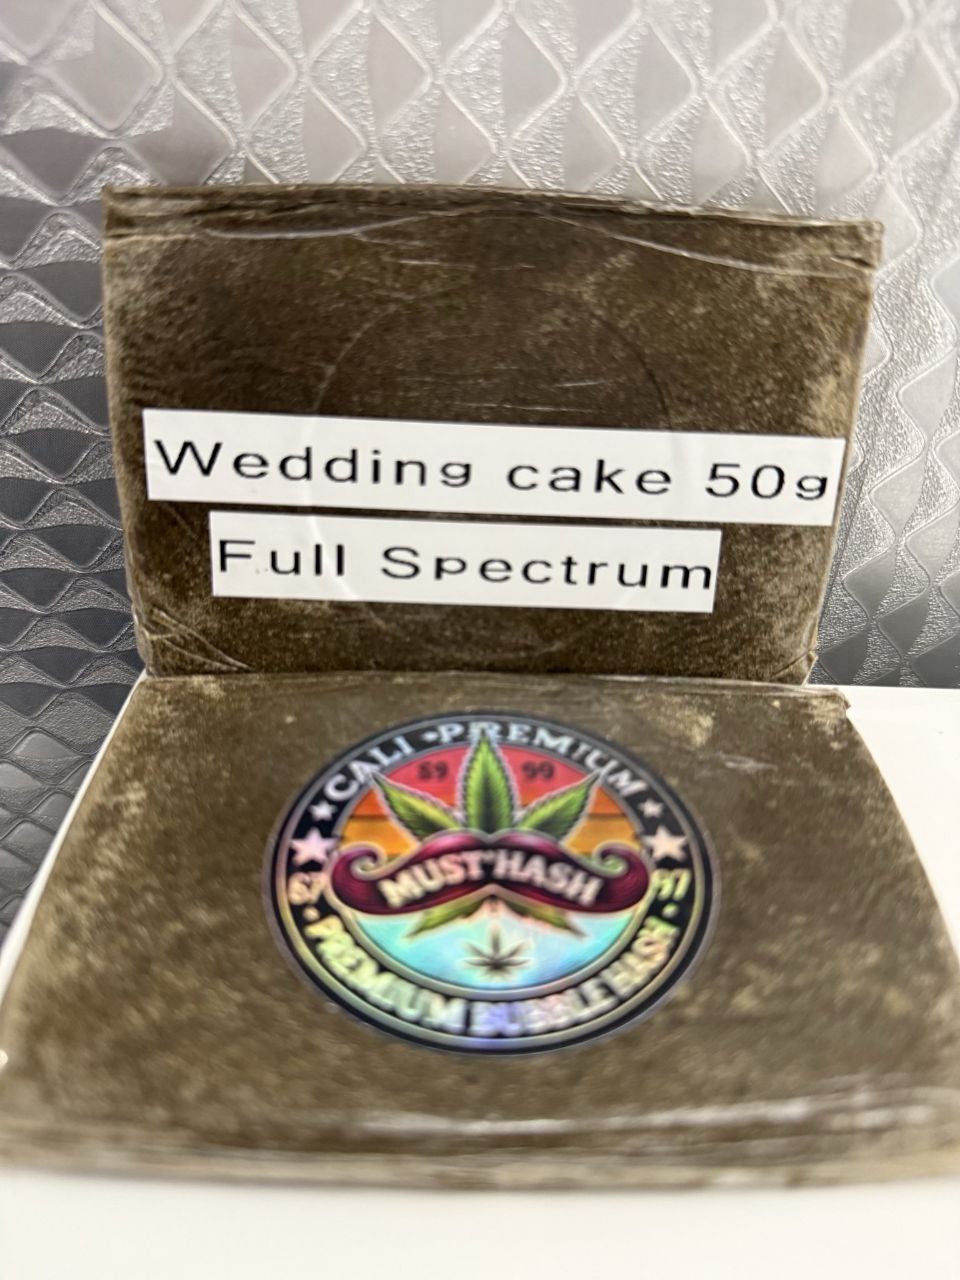 Wedding cake 50g
Full Spectrum
CALI PREMIUM
89 99
MUST'HASH
PREMIUM BUBBLE HASH